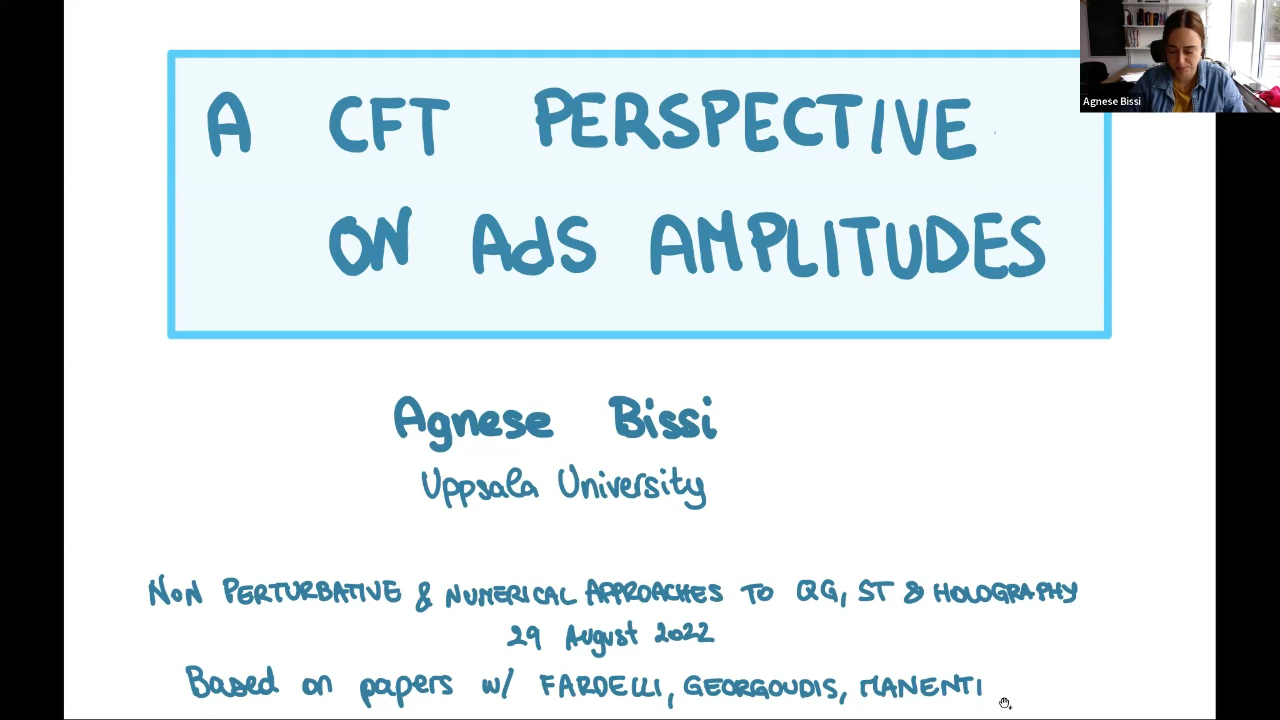 A CFT PERSPECTIVE
ON AdS AMPLITUDES
Agnese Bissi
Agnese Bissi
Uppsala University
NON PERTURBATIVE & NUMERICAL APPROACHES TO QG, ST & HOLOGRAPHY
29 August 2022
Based on papers w/ FARDELLI, GEORGOUDIS, MANENTI